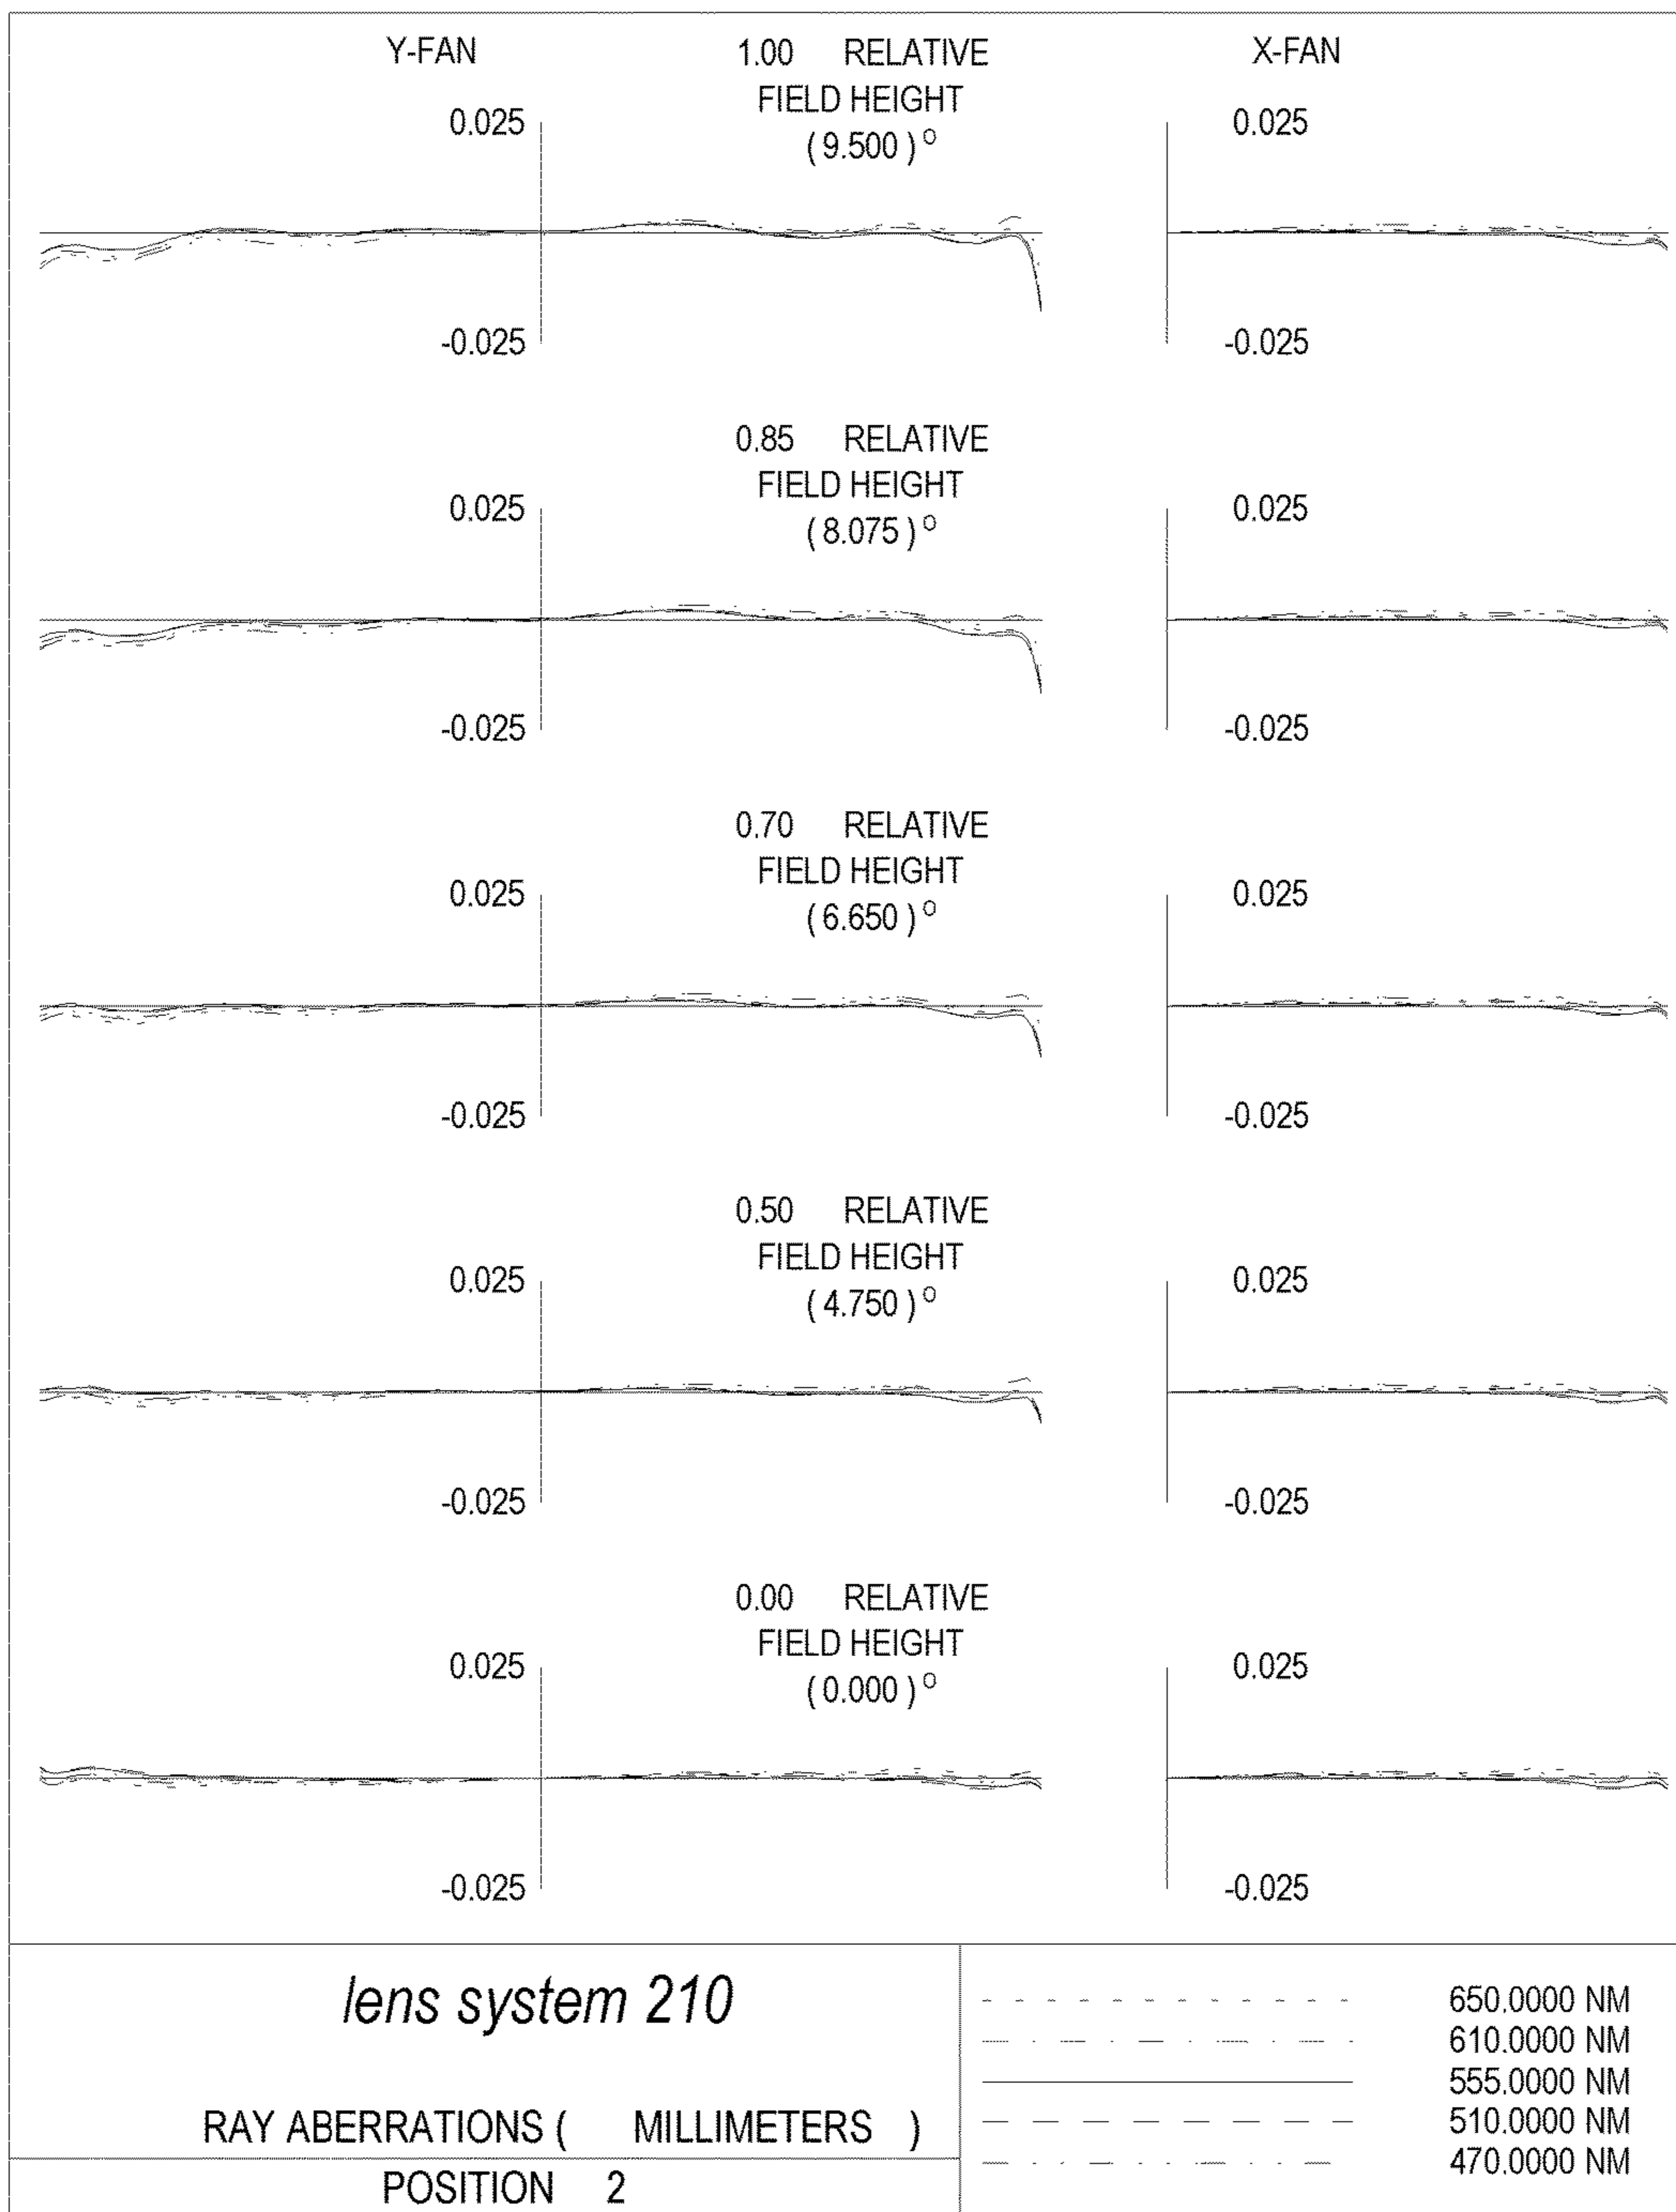 Y-FAN 1.00 RELATIVE X-FAN
FIELD HEIGHT
0.025 (9.500)° 0.025
-0.025 -0.025
0.85 RELATIVE
FIELD HEIGHT
0.025 (8.075)° 0.025
-0.025 -0.025
0.70 RELATIVE
FIELD HEIGHT
0.025 (6.650)° 0.025
-0.025 -0.025
0.50 RELATIVE
FIELD HEIGHT
0.025 (4.750)° 0.025
-0.025 -0.025
0.00 RELATIVE
FIELD HEIGHT
0.025 (0.000)° 0.025
-0.025 -0.025
lens system 210
RAY ABERRATIONS ( MILLIMETERS )
POSITION 2
650.0000 NM
610.0000 NM
555.0000 NM
510.0000 NM
470.0000 NM